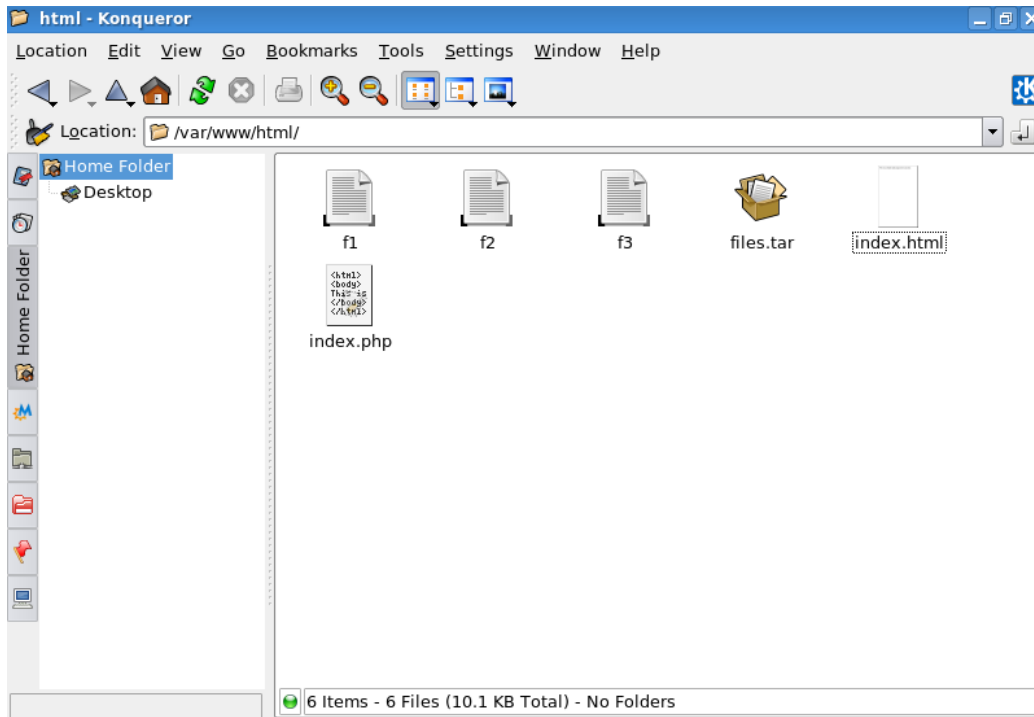 html - Konqueror
Location Edit View Go Bookmarks Tools Settings Window Help
Location: /var/www/html/
Home Folder
Desktop
Home Folder
f1 f2 f3 files.tar index.html
<html>
<body>
This is
</body>
</html>
index.php
6 Items - 6 Files (10.1 KB Total) - No Folders